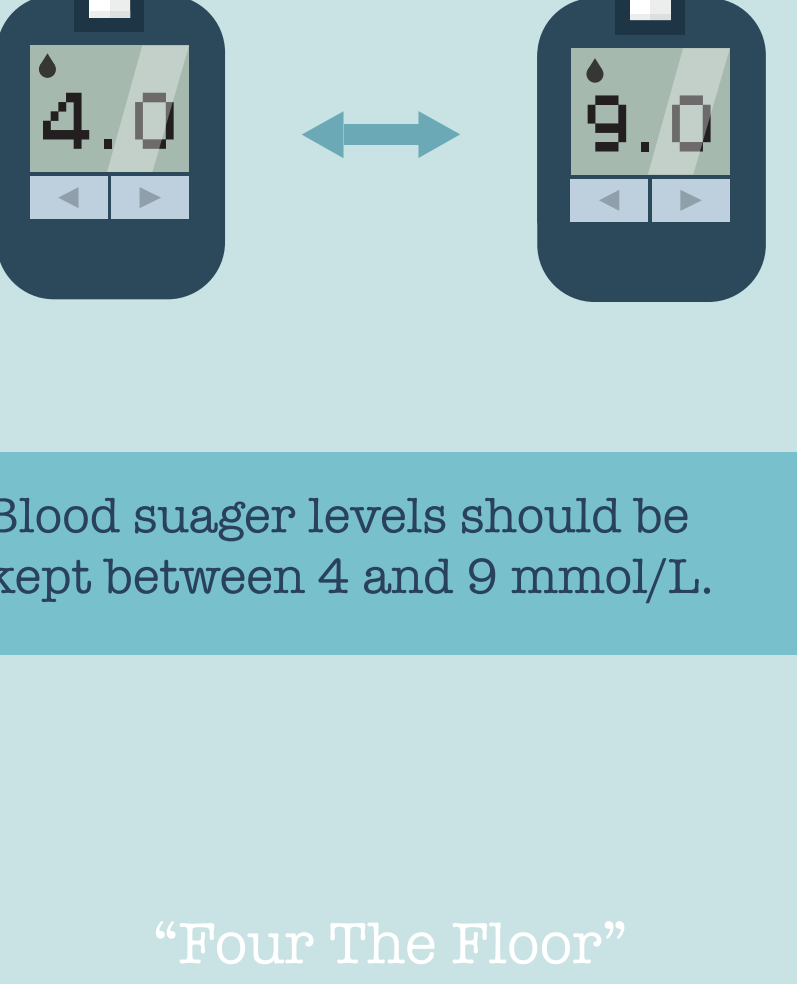 4.0
9.0
Blood suager levels should be
kept between 4 and 9 mmol/L.
“Four The Floor”